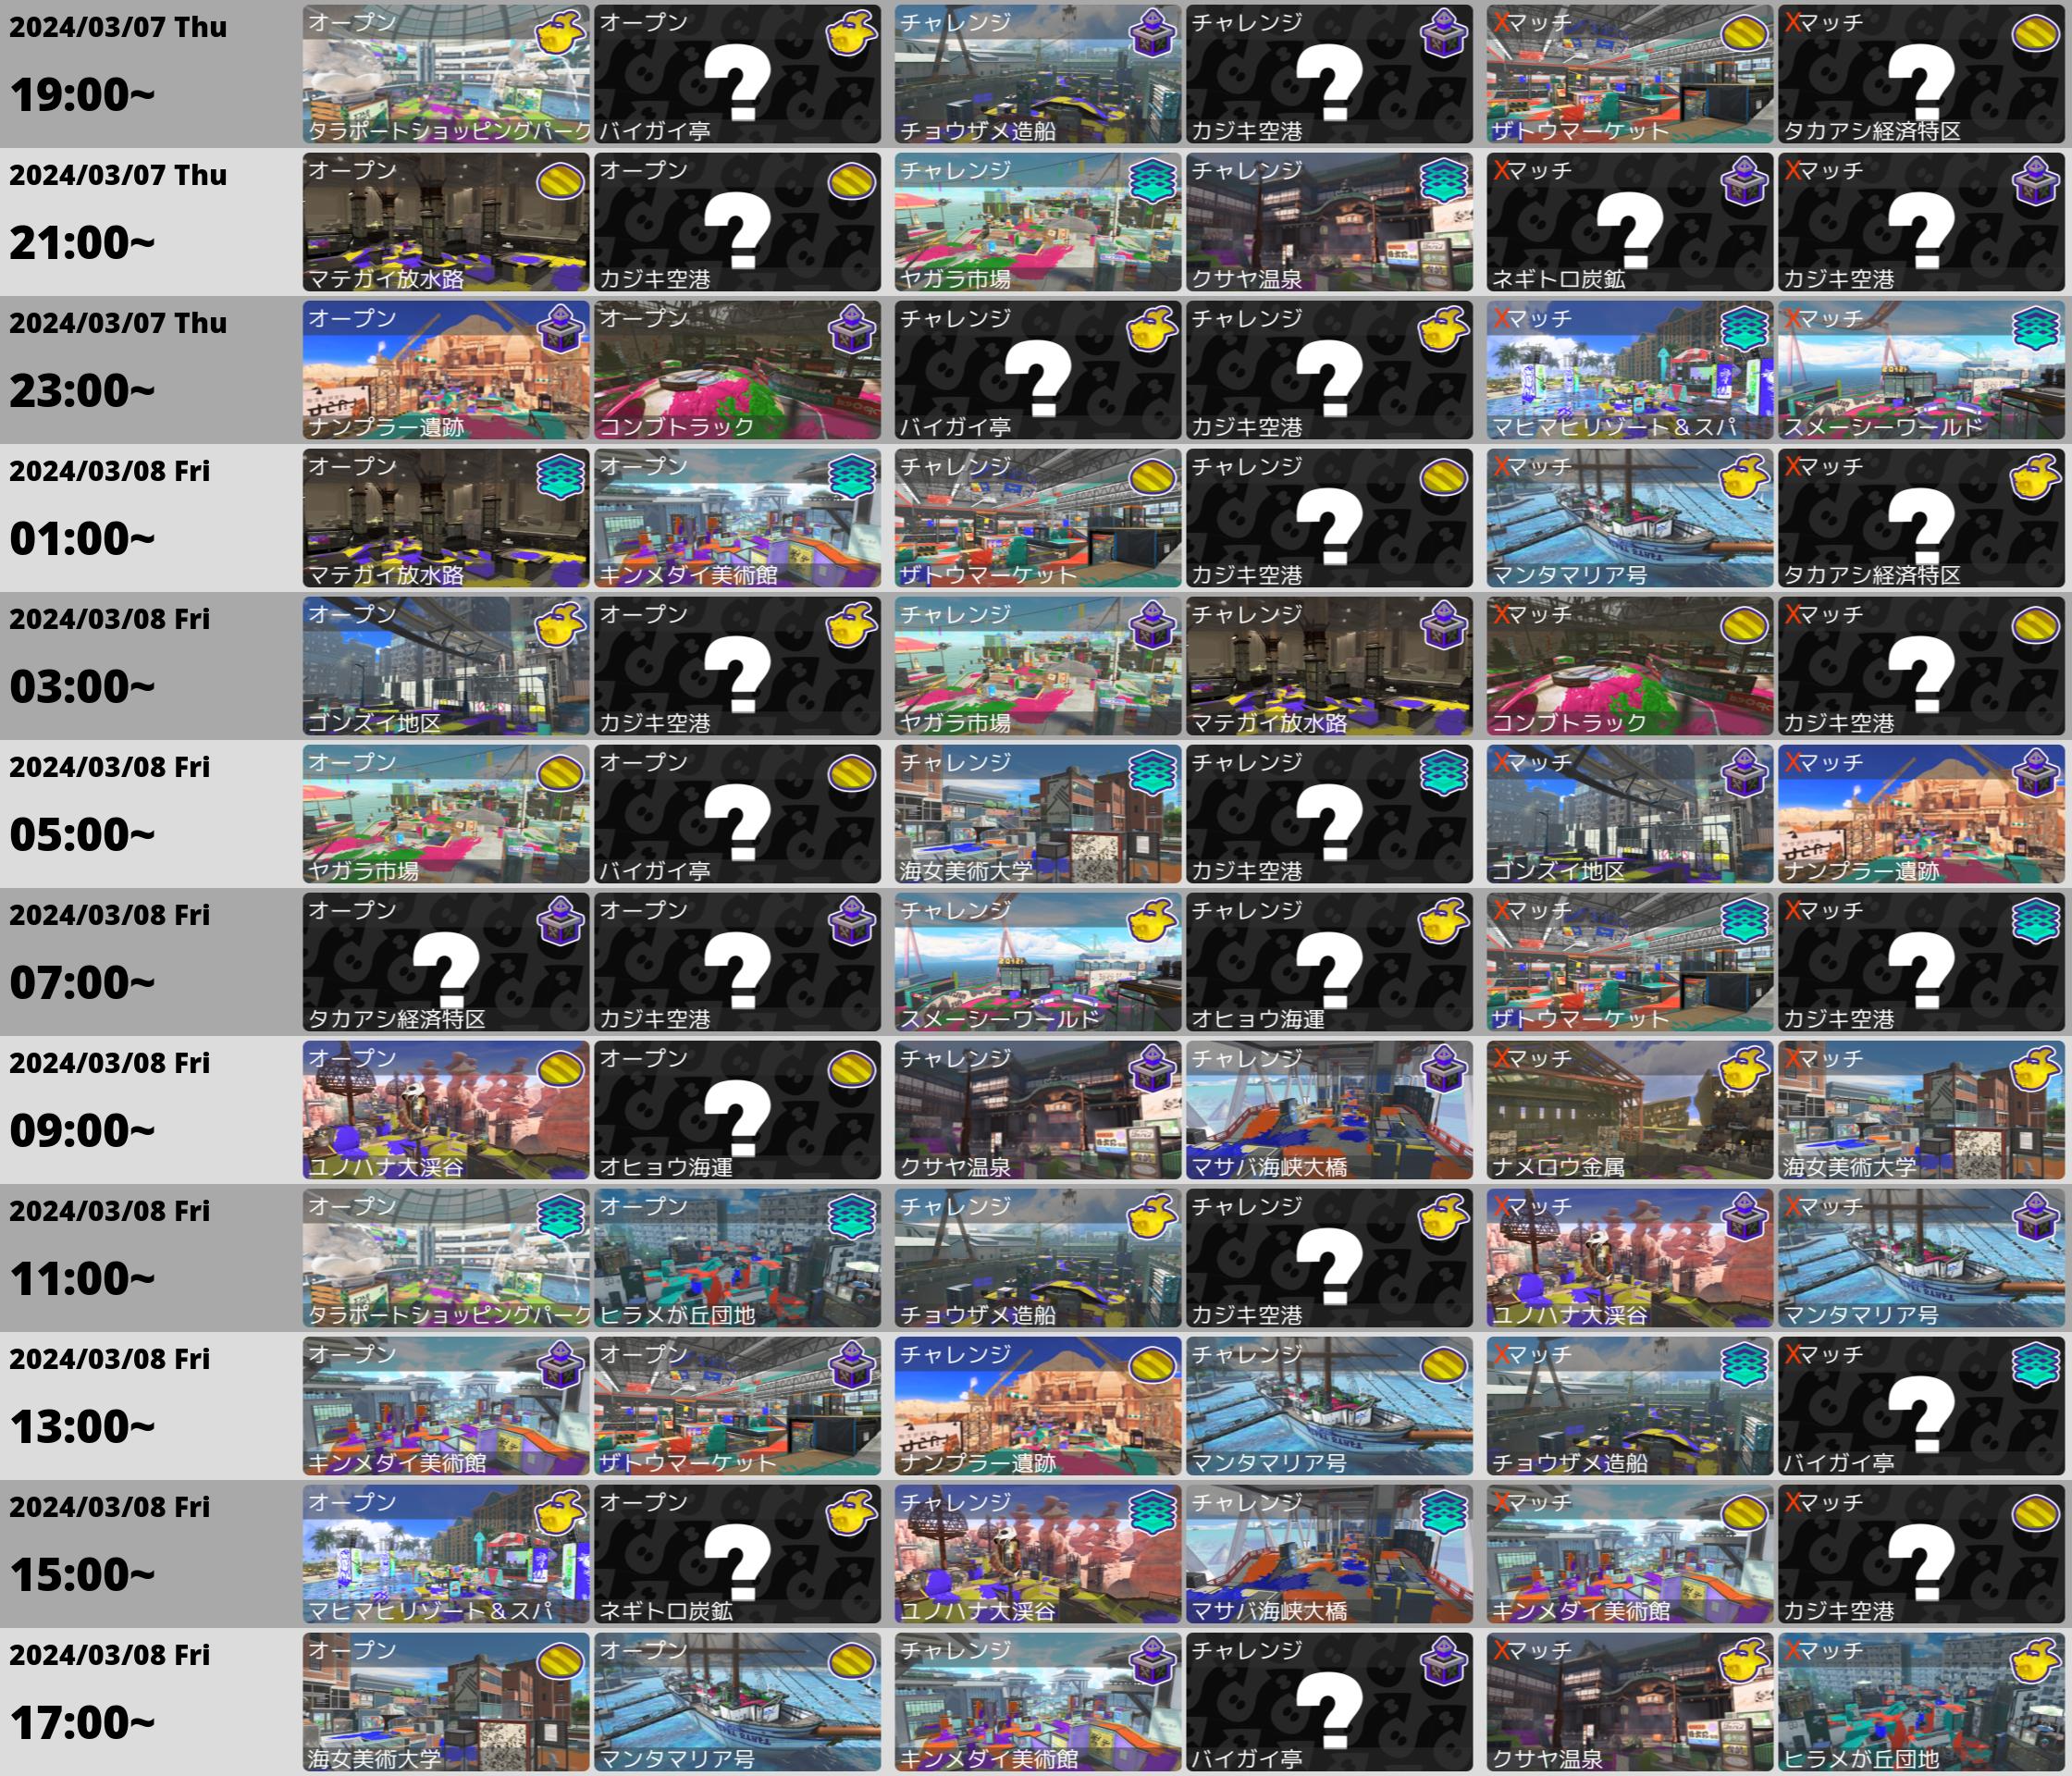 2024/03/07 Thu
19:00~
オープン
タラポートショッピングパーク
オープン
バイガイ亭
チャレンジ
チョウザメ造船
チャレンジ
カジキ空港
Xマッチ
ザトウマーケット
Xマッチ
タカアシ経済特区
2024/03/07 Thu
21:00~
オープン
マテガイ放水路
オープン
カジキ空港
チャレンジ
ヤガラ市場
チャレンジ
クサヤ温泉
Xマッチ
ネギトロ炭鉱
Xマッチ
カジキ空港
2024/03/07 Thu
23:00~
オープン
ナンプラー遺跡
オープン
コンブトラック
チャレンジ
バイガイ亭
チャレンジ
カジキ空港
Xマッチ
マヒマヒリゾート＆スパ
Xマッチ
スメーシーワールド
2024/03/08 Fri
01:00~
オープン
マテガイ放水路
オープン
キンメダイ美術館
チャレンジ
ザトウマーケット
チャレンジ
カジキ空港
Xマッチ
マンタマリア号
Xマッチ
タカアシ経済特区
2024/03/08 Fri
03:00~
オープン
ゴンズイ地区
オープン
カジキ空港
チャレンジ
ヤガラ市場
チャレンジ
マテガイ放水路
Xマッチ
コンブトラック
Xマッチ
カジキ空港
2024/03/08 Fri
05:00~
オープン
ヤガラ市場
オープン
バイガイ亭
チャレンジ
海女美術大学
チャレンジ
カジキ空港
Xマッチ
ゴンズイ地区
Xマッチ
ナンプラー遺跡
2024/03/08 Fri
07:00~
オープン
タカアシ経済特区
オープン
カジキ空港
チャレンジ
スメーシーワールド
チャレンジ
オヒョウ海運
Xマッチ
ザトウマーケット
Xマッチ
カジキ空港
2024/03/08 Fri
09:00~
オープン
ユノハナ大渓谷
オープン
オヒョウ海運
チャレンジ
クサヤ温泉
チャレンジ
マサバ海峡大橋
Xマッチ
ナメロウ金属
Xマッチ
海女美術大学
2024/03/08 Fri
11:00~
オープン
タラポートショッピングパーク
オープン
ヒラメが丘団地
チャレンジ
チョウザメ造船
チャレンジ
カジキ空港
Xマッチ
ユノハナ大渓谷
Xマッチ
マンタマリア号
2024/03/08 Fri
13:00~
オープン
キンメダイ美術館
オープン
ザトウマーケット
チャレンジ
ナンプラー遺跡
チャレンジ
マンタマリア号
Xマッチ
チョウザメ造船
Xマッチ
バイガイ亭
2024/03/08 Fri
15:00~
オープン
マヒマヒリゾート＆スパ
オープン
ネギトロ炭鉱
チャレンジ
ユノハナ大渓谷
チャレンジ
マサバ海峡大橋
Xマッチ
キンメダイ美術館
Xマッチ
カジキ空港
2024/03/08 Fri
17:00~
オープン
海女美術大学
オープン
マンタマリア号
チャレンジ
キンメダイ美術館
チャレンジ
バイガイ亭
Xマッチ
クサヤ温泉
Xマッチ
ヒラメが丘団地